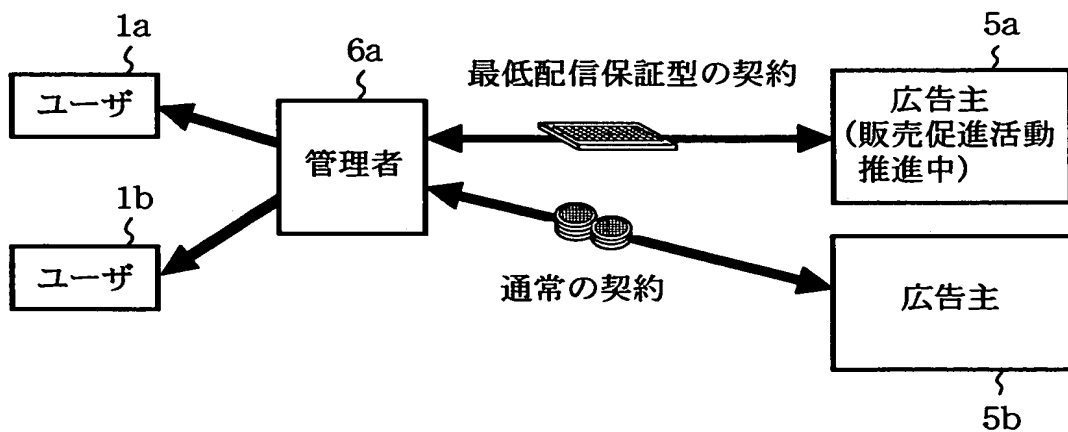 1a
ユーザ
1b
ユーザ
6a
管理者
最低配信保証型の契約
通常の契約
5a
広告主
(販売促進活動
推進中)
広告主
5b